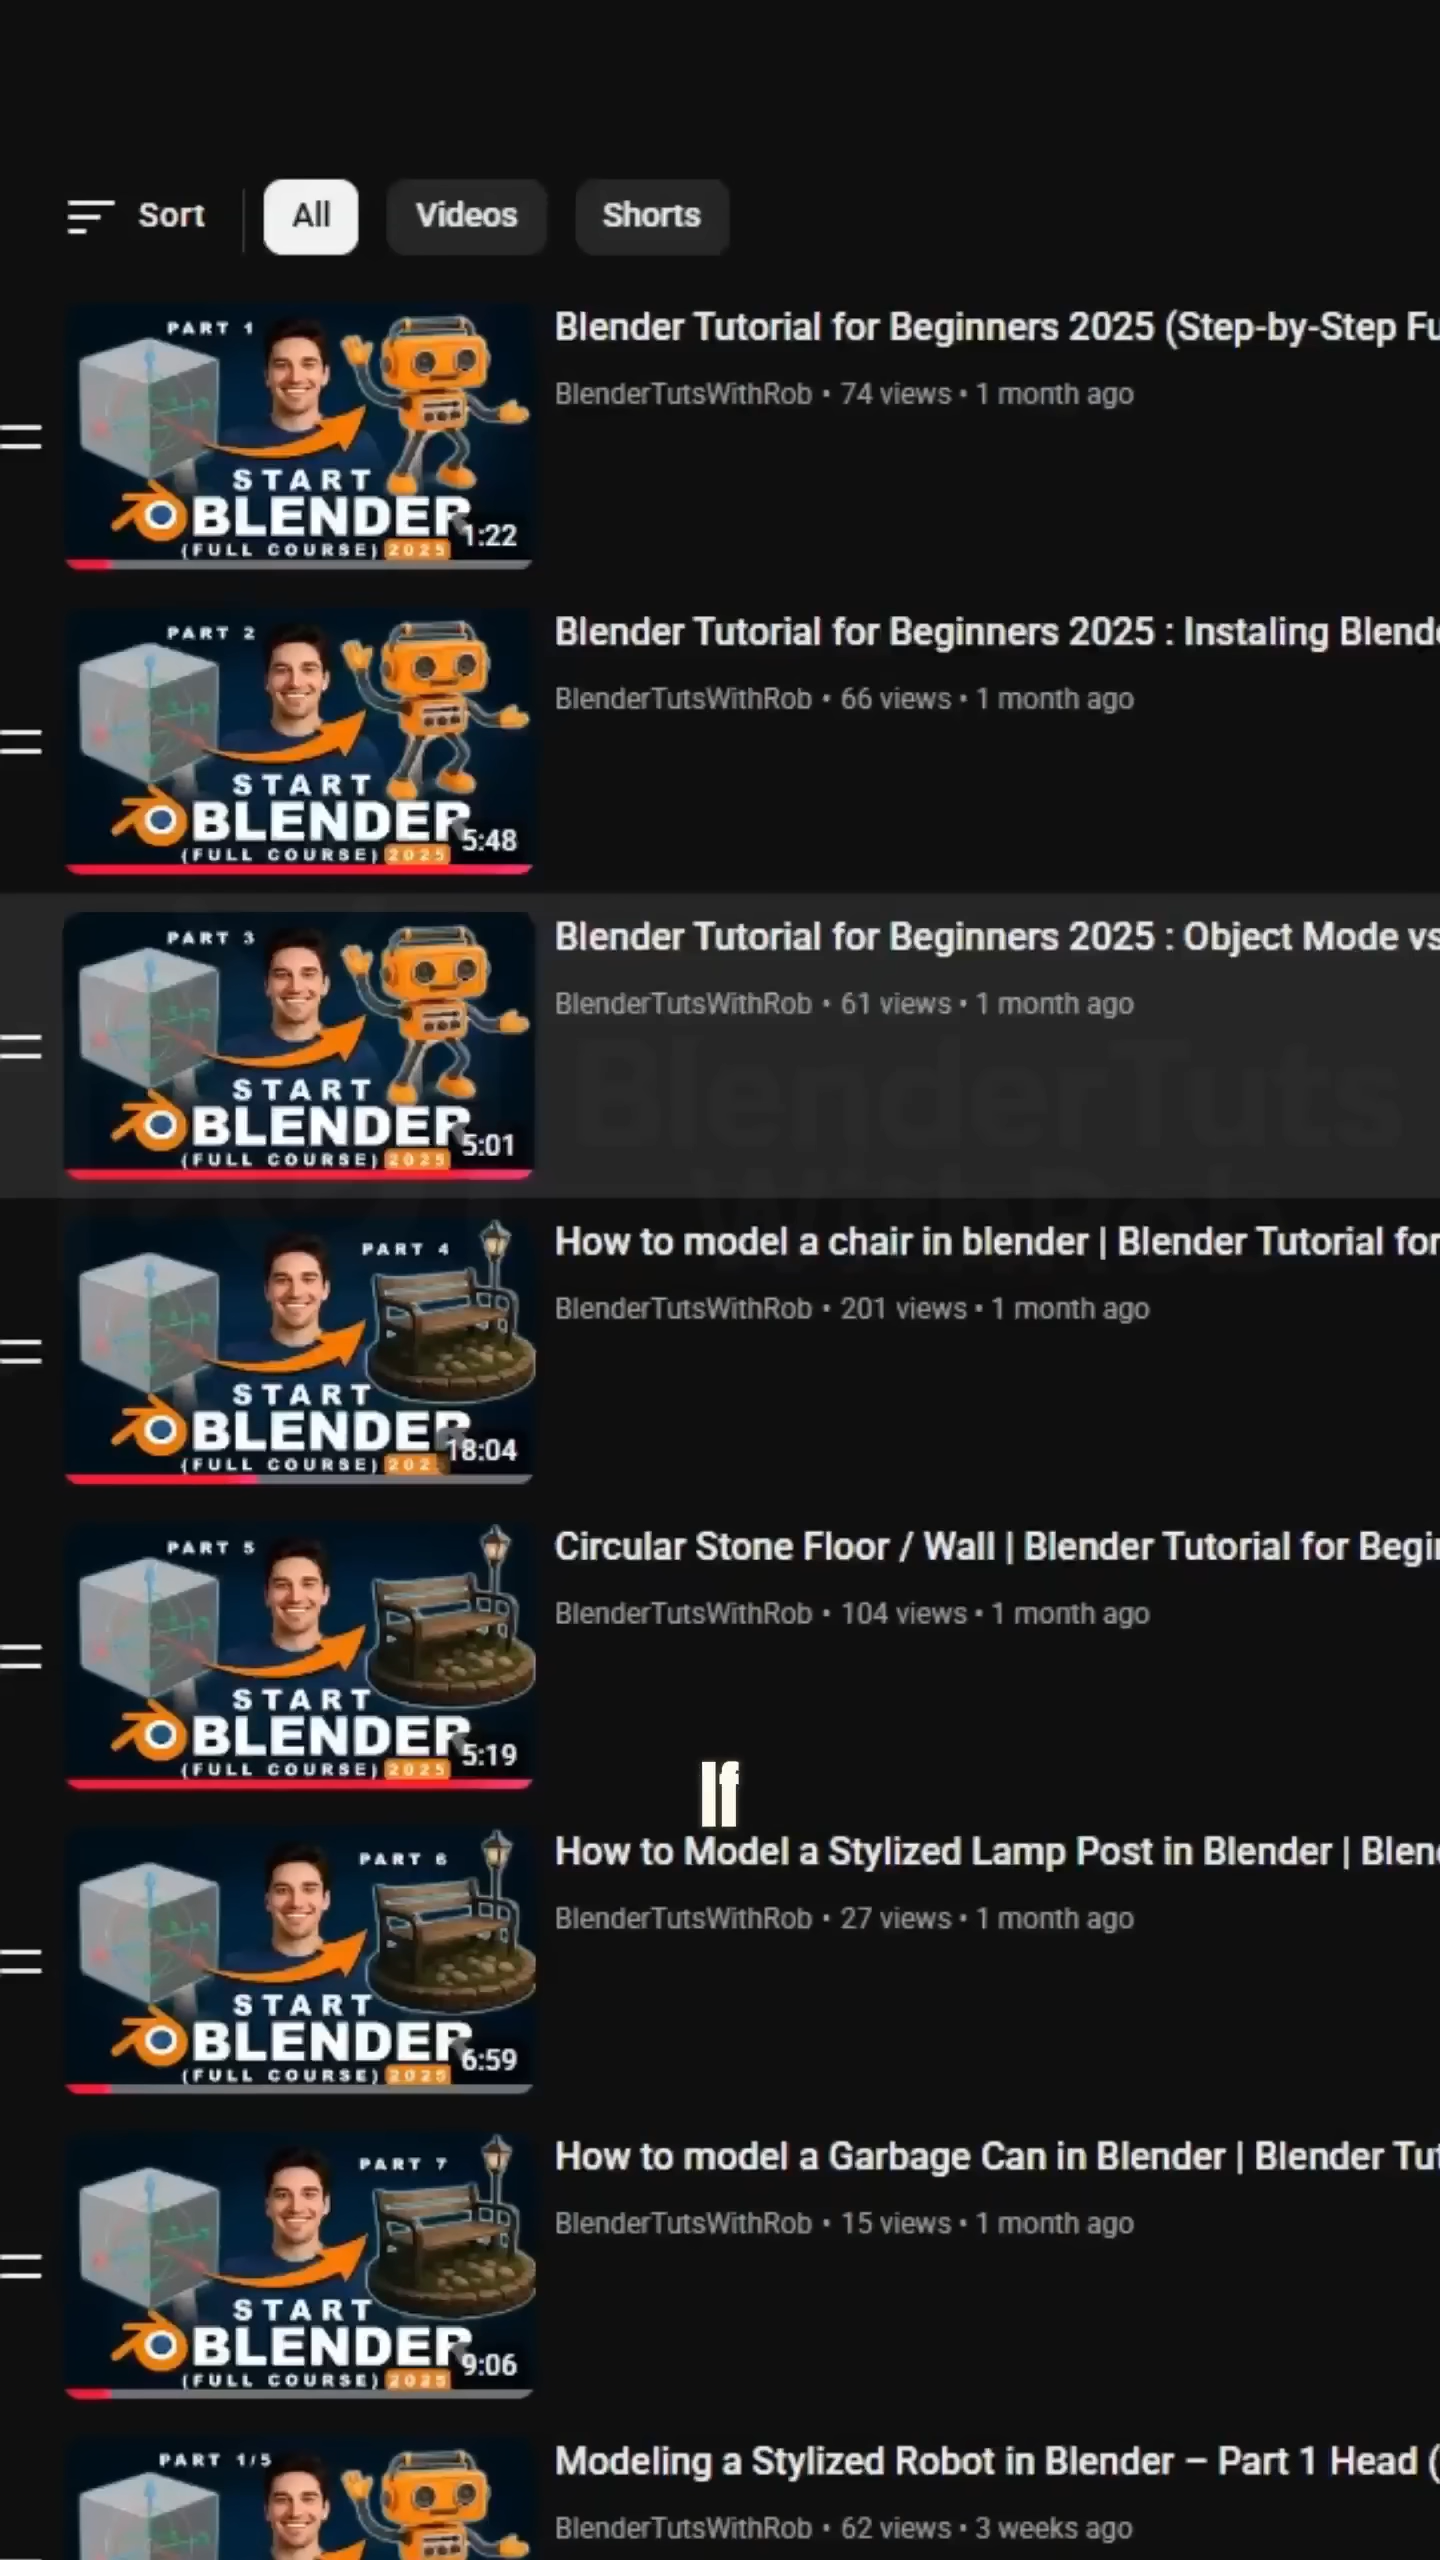 Sort
All
Videos
Shorts
PART 1
START
BLENDER
(FULL COURSE) 2025
1:22
Blender Tutorial for Beginners 2025 (Step-by-Step Fu
BlenderTutsWithRob • 74 views • 1 month ago
PART 2
START
BLENDER
(FULL COURSE) 2025
5:48
Blender Tutorial for Beginners 2025 : Instaling Blende
BlenderTutsWithRob • 66 views • 1 month ago
PART 3
START
BLENDER
(FULL COURSE) 2025
5:01
Blender Tutorial for Beginners 2025 : Object Mode vs
BlenderTutsWithRob • 61 views • 1 month ago
BlenderTuts
WithRob
PART 4
START
BLENDER
(FULL COURSE) 202
18:04
How to model a chair in blender | Blender Tutorial for
BlenderTutsWithRob • 201 views • 1 month ago
PART 5
START
BLENDER
(FULL COURSE) 2025
5:19
Circular Stone Floor / Wall | Blender Tutorial for Begin
BlenderTutsWithRob • 104 views • 1 month ago
If
PART 6
START
BLENDER
(FULL COURSE) 2025
6:59
How to Model a Stylized Lamp Post in Blender | Blen
BlenderTutsWithRob • 27 views • 1 month ago
PART 7
START
BLENDER
(FULL COURSE) 2025
9:06
How to model a Garbage Can in Blender | Blender Tut
BlenderTutsWithRob • 15 views • 1 month ago
PART 1/5
Modeling a Stylized Robot in Blender – Part 1 Head (
BlenderTutsWithRob • 62 views • 3 weeks ago